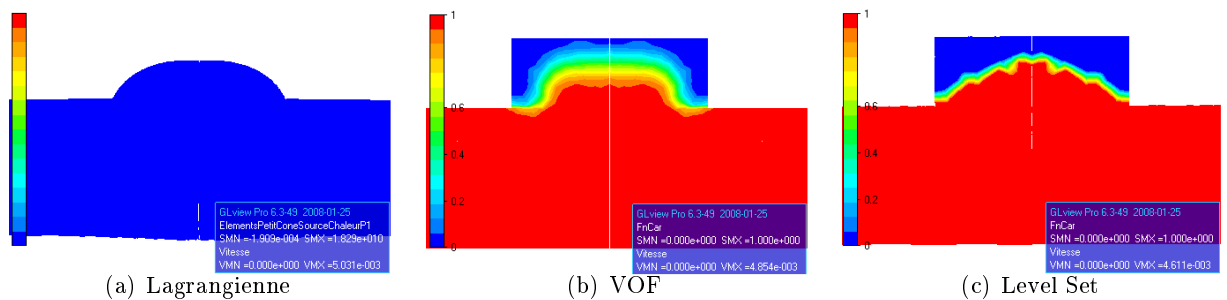 1
0.6
0.4
0.2
0
1
0.8
0.6
0.4
0.2
0
GLview Pro 6.3-49 2008-01-25
ElementsPetitConeSourceChaleurP1
SMN =-1.909e-004 SMX =1.829e+010
Vitesse
VMN =0.000e+000 VMX =5.031e-003
GLview Pro 6.3-49 2008-01-25
FnCar
SMN =0.000e+000 SMX =1.000e+000
Vitesse
VMN =0.000e+000 VMX =4.854e-003
GLview Pro 6.3-49 2008-01-25
FnCar
SMN =0.000e+000 SMX =1.000e+000
Vitesse
VMN =0.000e+000 VMX =4.611e-003
(a) Lagrangienne
(b) VOF
(c) Level Set